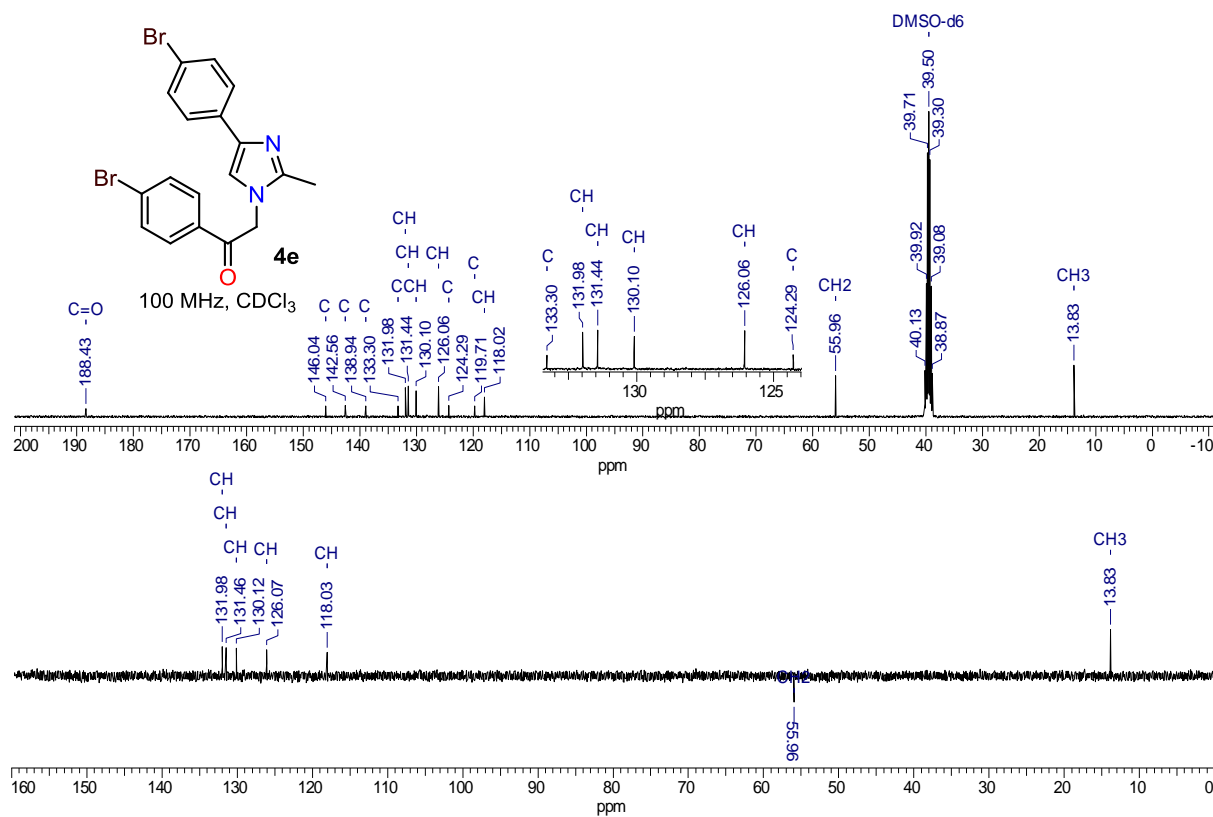 Br
N
Br
N
O
4e
100 MHz, CDCl3
DMSO-d6
39.50
39.71
39.30
39.92
39.08
40.13
38.87
C=O
188.43
C C C
146.04
142.56
138.94
C
133.30
CH
131.98
CH
131.44
CH
130.10
CH
126.06
C
124.29
C
119.71
CH
118.02
C
133.30
CH
131.98
CH
131.44
CH
130.10
CH
126.06
C
124.29
130 125
ppm
CH2
55.96
CH3
13.83
200 190 180 170 160 150 140 130 120 110 100 90 80 70 60 50 40 30 20 10 0 -10
ppm
CH
131.98
CH
131.46
CH
130.12
CH
126.07
CH
118.03
CH2
55.96
CH3
13.83
160 150 140 130 120 110 100 90 80 70 60 50 40 30 20 10 0
ppm